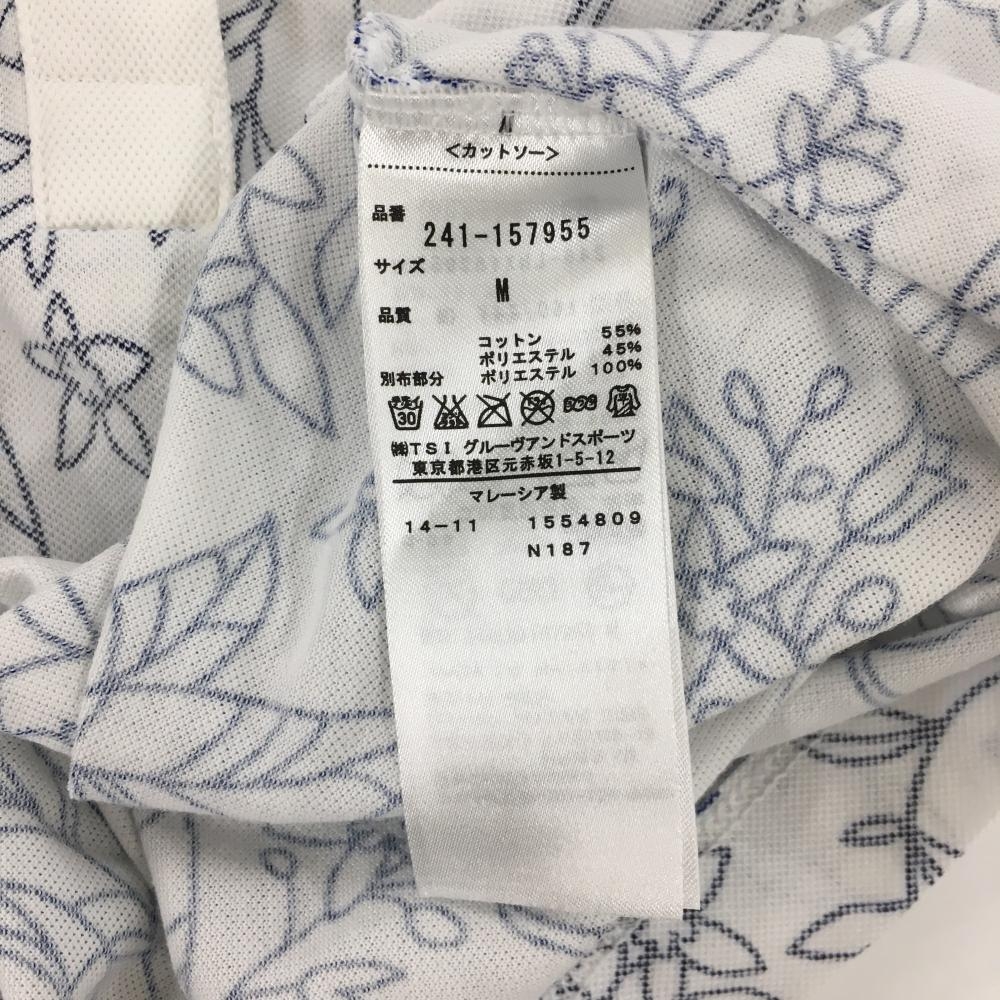 <カットソー>
品番
241-157955
サイズ
M
品質
コットン 55%
ポリエステル 45%
別布部分 ポリエステル 100%
30
㈱TSI グルーヴアンドスポーツ
東京都港区元赤坂1-5-12
マレーシア製
14-11 1554809
N187